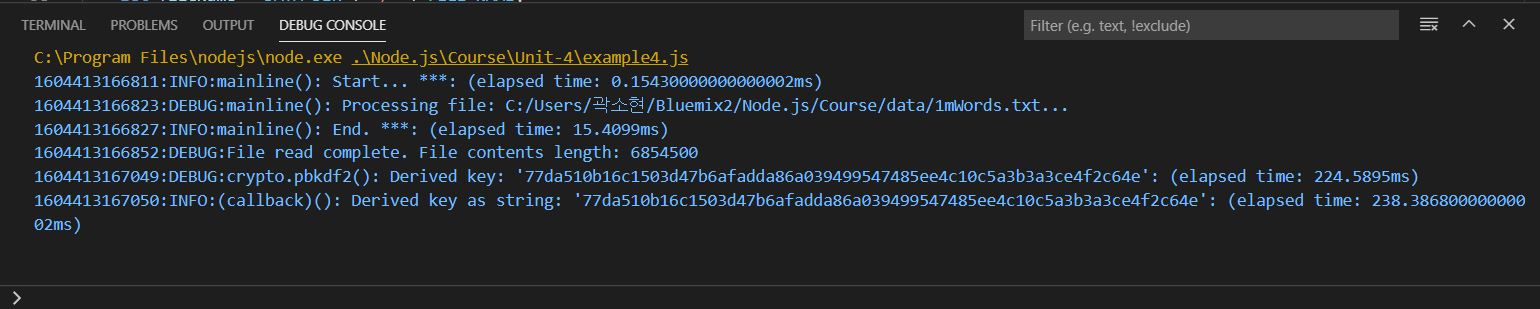 TERMINAL PROBLEMS OUTPUT DEBUG CONSOLE Filter (e.g. text, !exclude)
C:\Program Files\nodejs\node.exe .\Node.js\Course\Unit-4\example4.js
1604413166811:INFO:mainline(): Start... ***: (elapsed time: 0.15430000000000002ms)
1604413166823:DEBUG:mainline(): Processing file: C:/Users/곽소현/Bluemix2/Node.js/Course/data/1mWords.txt...
1604413166827:INFO:mainline(): End. ***: (elapsed time: 15.4099ms)
1604413166852:DEBUG:File read complete. File contents length: 6854500
1604413167049:DEBUG:crypto.pbkdf2(): Derived key: '77da510b16c1503d47b6afadda86a039499547485ee4c10c5a3b3a3ce4f2c64e': (elapsed time: 224.5895ms)
1604413167050:INFO:(callback)(): Derived key as string: '77da510b16c1503d47b6afadda86a039499547485ee4c10c5a3b3a3ce4f2c64e': (elapsed time: 238.386800000000
02ms)